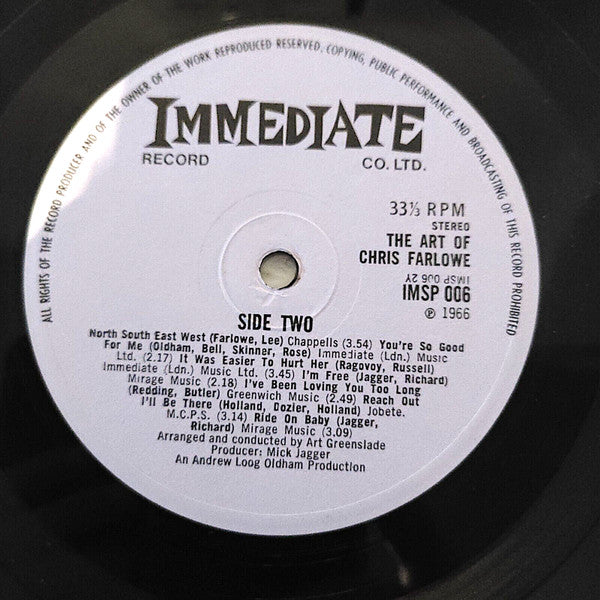 ALL RIGHTS OF THE RECORD PRODUCER AND OF THE OWNER OF THE WORK REPRODUCED RESERVED, COPYING, PUBLIC PERFORMANCE AND BROADCASTING OF THIS RECORD PROHIBITED
IMMEDIATE
RECORD CO. LTD.
33⅓ RPM
STEREO
THE ART OF
CHRIS FARLOWE
IMSP 006 2Y
IMSP 006
℗ 1966
SIDE TWO
North South East West (Farlowe, Lee) Chappells (3.54) You're So Good
For Me (Oldham, Bell, Skinner, Rose) Immediate (Ldn.) Music
Ltd. (2.17) It Was Easier To Hurt Her (Ragovoy, Russell)
Immediate (Ldn.) Music Ltd. (3.45) I'm Free (Jagger, Richard)
Mirage Music (2.18) I've Been Loving You Too Long
(Redding, Butler) Greenwich Music (2.49) Reach Out
I'll Be There (Holland, Dozier, Holland) Jobete.
M.C.P.S. (3.14) Ride On Baby (Jagger,
Richard) Mirage Music (3.09)
Arranged and conducted by Art Greenslade
Producer: Mick Jagger
An Andrew Loog Oldham Production